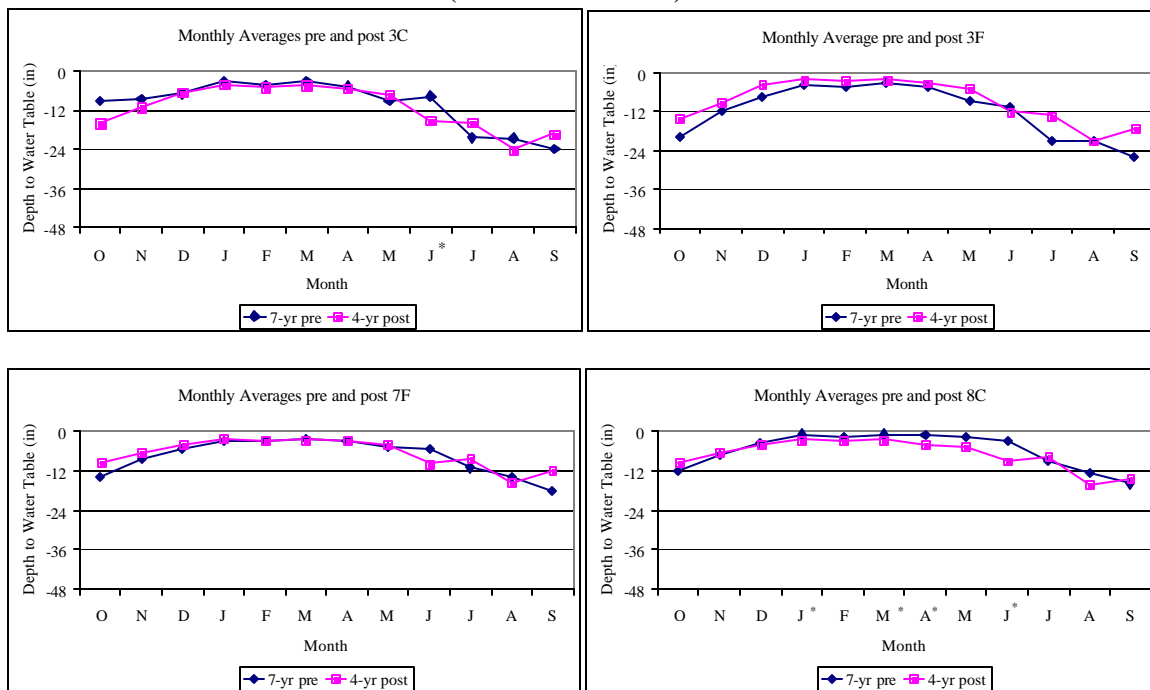 Monthly Averages pre and post 3C
Depth to Water Table (in)
0
-12
-24
-36
-48
O N D J F M A M J* J A S
Month
7-yr pre 4-yr post
Monthly Average pre and post 3F
Depth to Water Table (in)
0
-12
-24
-36
-48
O N D J F M A M J J A S
Month
7-yr pre 4-yr post
Monthly Averages pre and post 7F
Depth to Water Table (in)
0
-12
-24
-36
-48
O N D J F M A M J J A S
Month
7-yr pre 4-yr post
Monthly Averages pre and post 8C
Depth to Water Table (in)
0
-12
-24
-36
-48
O N D J* F M* A* M J* J A S
Month
7-yr pre 4-yr post